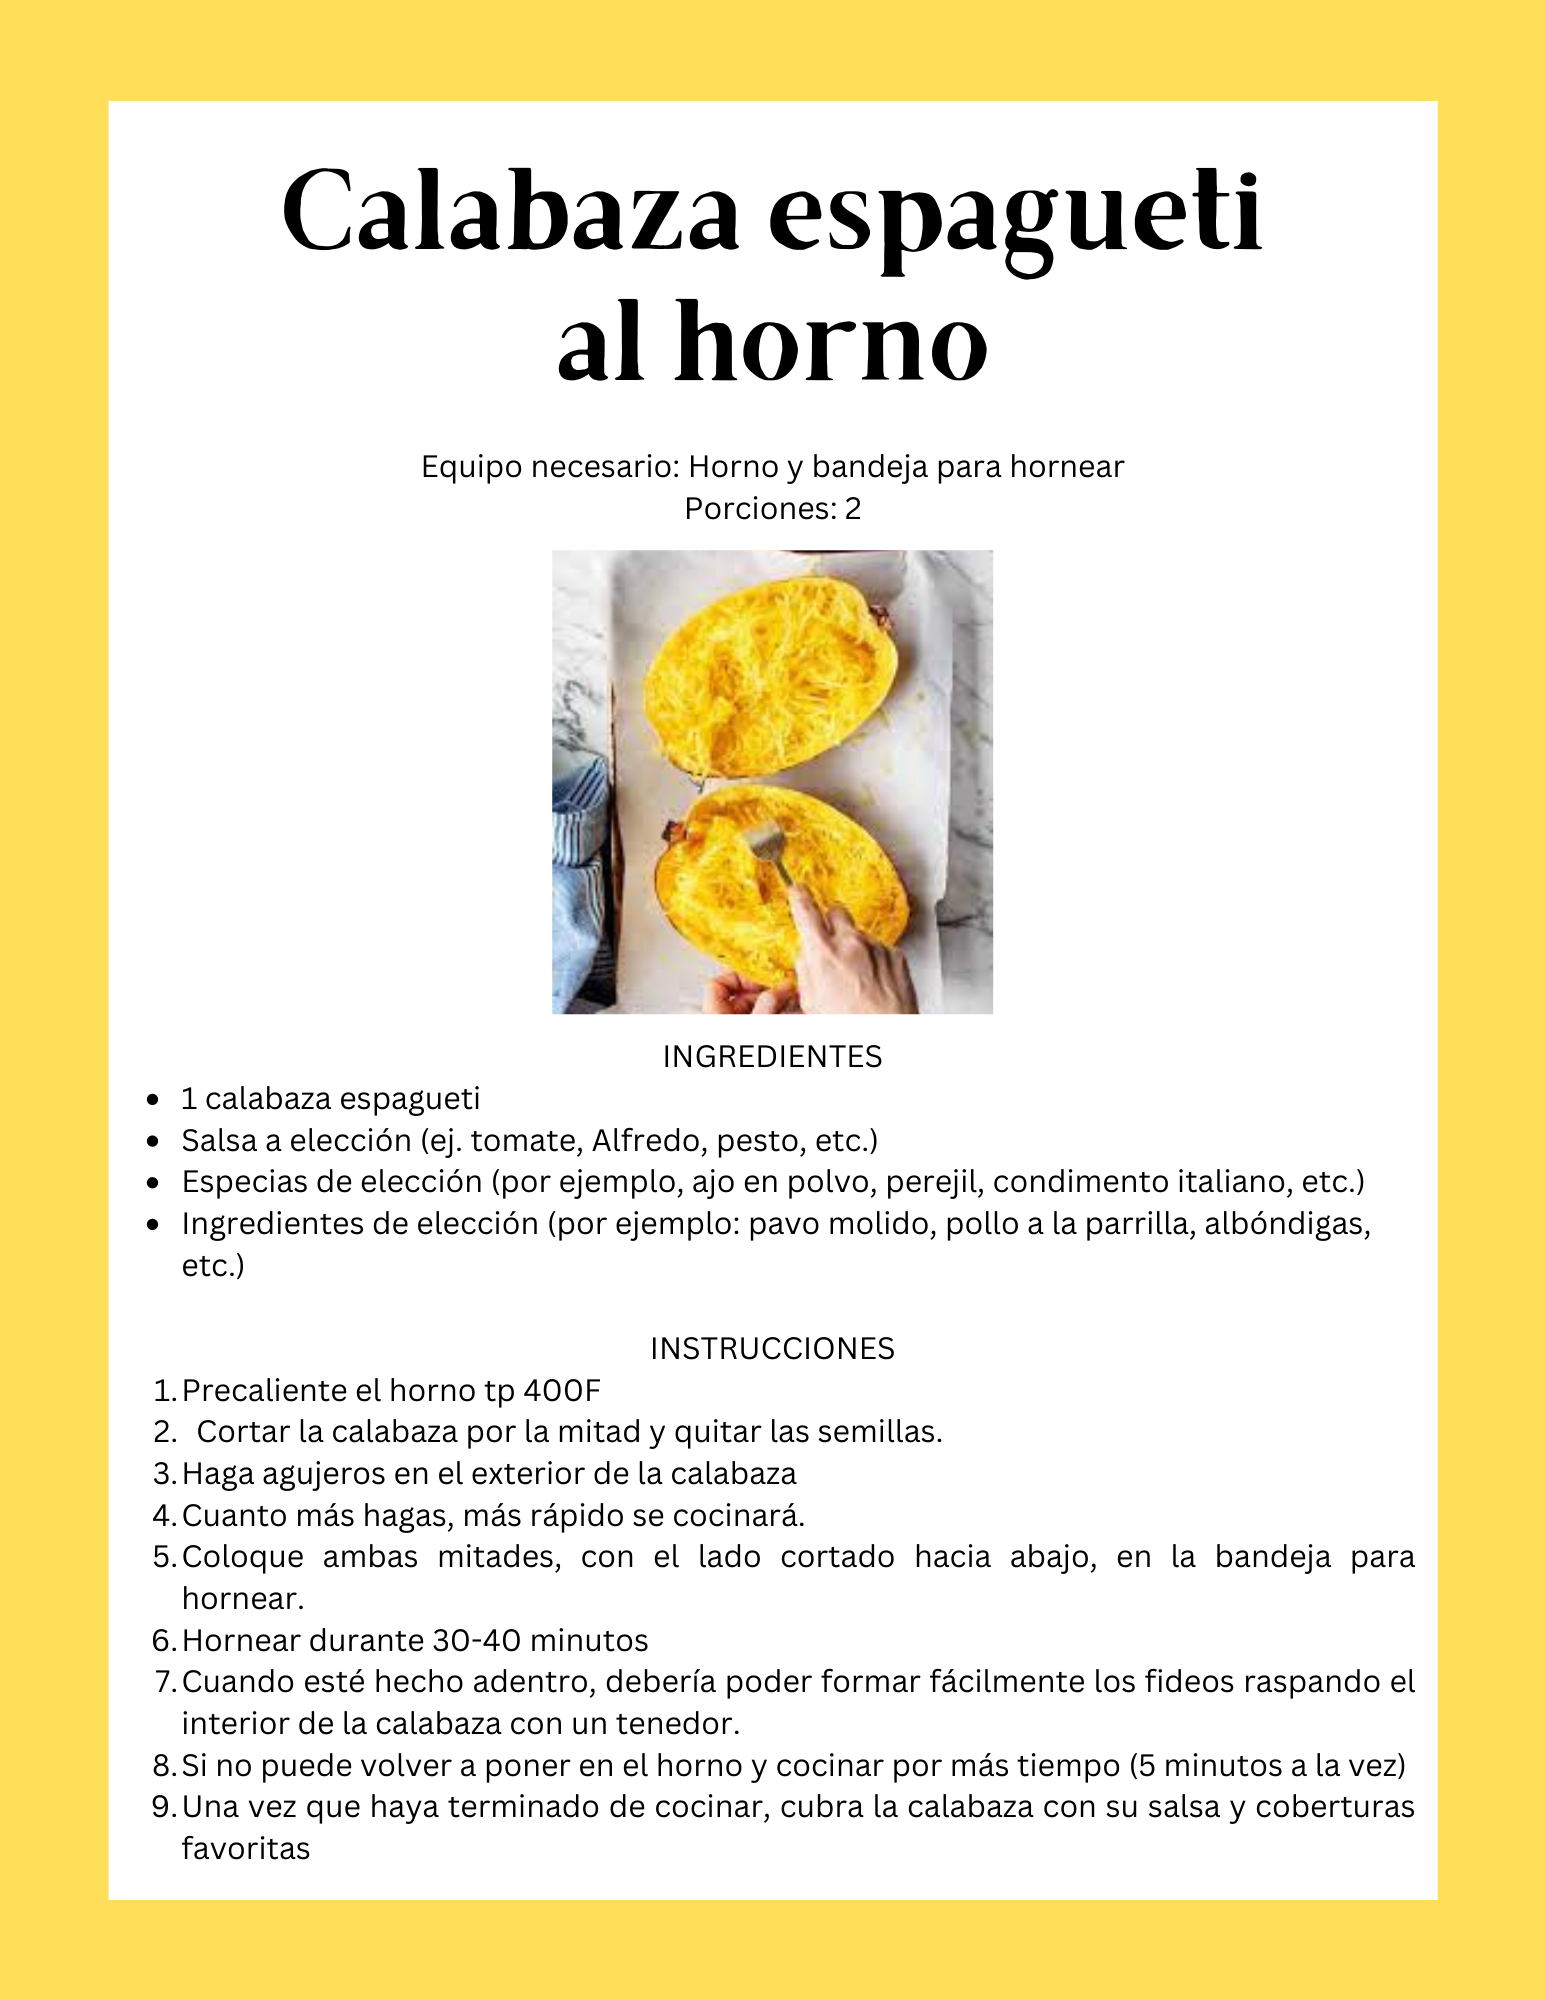 Calabaza espagueti
al horno
Equipo necesario: Horno y bandeja para hornear
Porciones: 2
INGREDIENTES
• 1 calabaza espagueti
• Salsa a elección (ej. tomate, Alfredo, pesto, etc.)
• Especias de elección (por ejemplo, ajo en polvo, perejil, condimento italiano, etc.)
• Ingredientes de elección (por ejemplo: pavo molido, pollo a la parrilla, albóndigas,
etc.)
INSTRUCCIONES
1. Precaliente el horno tp 400F
2. Cortar la calabaza por la mitad y quitar las semillas.
3. Haga agujeros en el exterior de la calabaza
4. Cuanto más hagas, más rápido se cocinará.
5. Coloque ambas mitades, con el lado cortado hacia abajo, en la bandeja para
hornear.
6. Hornear durante 30-40 minutos
7. Cuando esté hecho adentro, debería poder formar fácilmente los fideos raspando el
interior de la calabaza con un tenedor.
8. Si no puede volver a poner en el horno y cocinar por más tiempo (5 minutos a la vez)
9. Una vez que haya terminado de cocinar, cubra la calabaza con su salsa y coberturas
favoritas